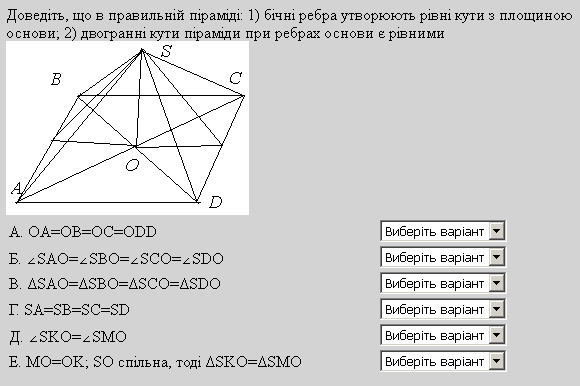 Доведіть, що в правильній піраміді: 1) бічні ребра утворюють рівні кути з площиною
основи; 2) двогранні кути піраміди при ребрах основи є рівними
S
B
C
O
A
D
А. OA=OB=OC=ODD
Виберіть варіант
Б. ∠SAO=∠SBO=∠SCO=∠SDO
Виберіть варіант
В. ΔSAO=ΔSBO=ΔSCO=ΔSDO
Виберіть варіант
Г. SA=SB=SC=SD
Виберіть варіант
Д. ∠SKO=∠SMO
Виберіть варіант
Е. MO=OK; SO спільна, тоді ΔSKO=ΔSMO
Виберіть варіант